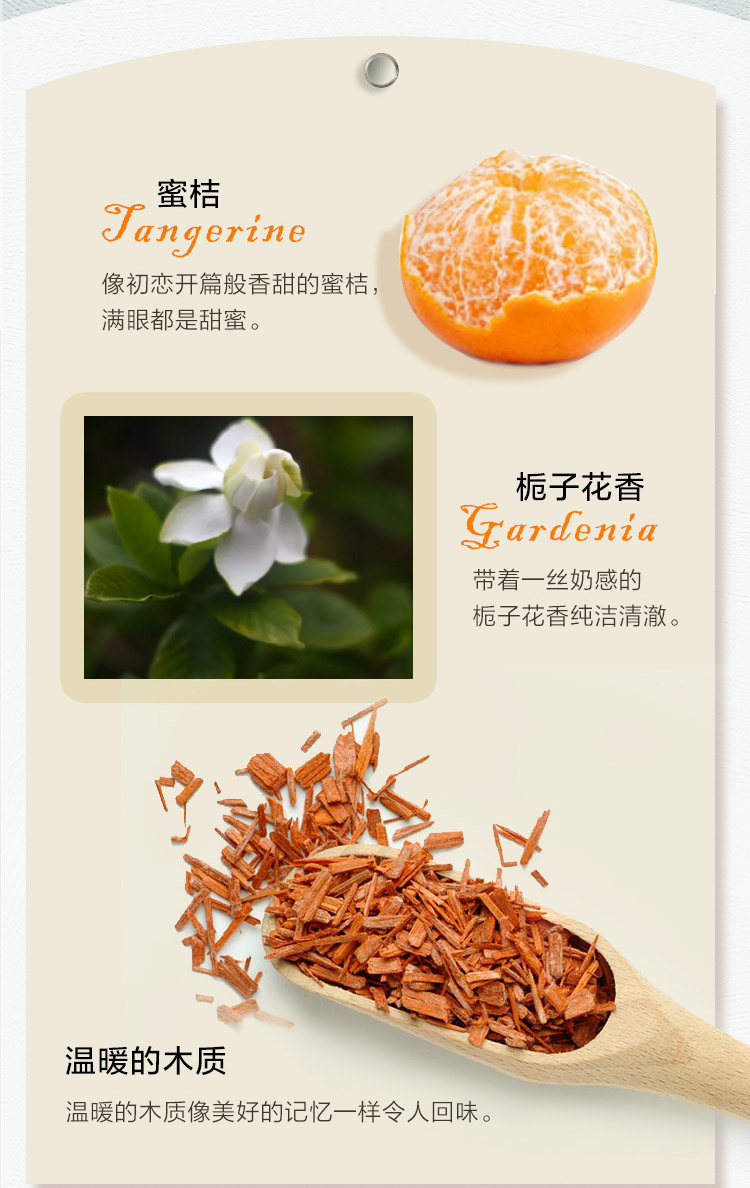 蜜桔
Tangerine
像初恋开篇般香甜的蜜桔，
满眼都是甜蜜。
栀子花香
Gardenia
带着一丝奶感的
栀子花香纯洁清澈。
温暖的木质
温暖的木质像美好的记忆一样令人回味。